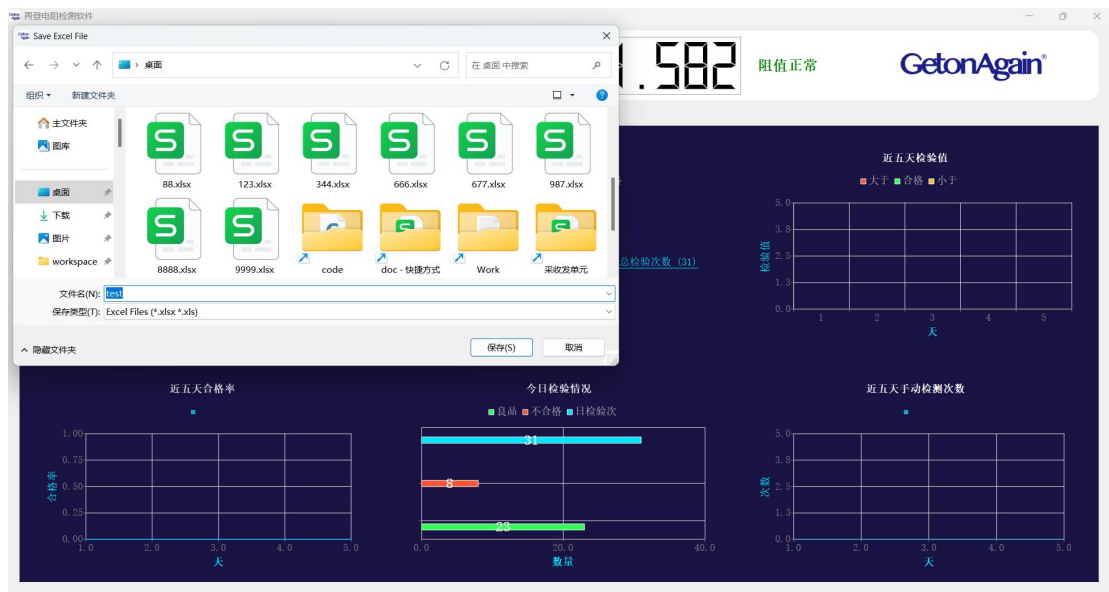 再登电阻检测软件
Save Excel File
桌面
在 桌面 中搜索
组织
新建文件夹
主文件夹
图库
桌面
下载
图片
workspace
88.xlsx
123.xlsx
344.xlsx
666.xlsx
677.xlsx
987.xlsx
8888.xlsx
9999.xlsx
code
doc - 快捷方式
Work
采收发单元
文件名(N): test
保存类型(T): Excel Files (*.xlsx *.xls)
隐藏文件夹
保存(S)
取消
.582
阻值正常
GetonAgain®
总检验次数 (31)
近五天检验值
大于 合格 小于
5.0
3.8
2.5
1.3
0.0
检验值
1 2 3 4 5
天
近五天合格率
1.00
0.75
0.50
0.25
0.00
合格率
1.0 2.0 3.0 4.0 5.0
天
今日检验情况
良品 不合格 日检验次
31
8
23
0.0 20.0 40.0
数量
近五天手动检测次数
5.0
3.8
2.5
1.3
0.0
次数
1.0 2.0 3.0 4.0 5.0
天